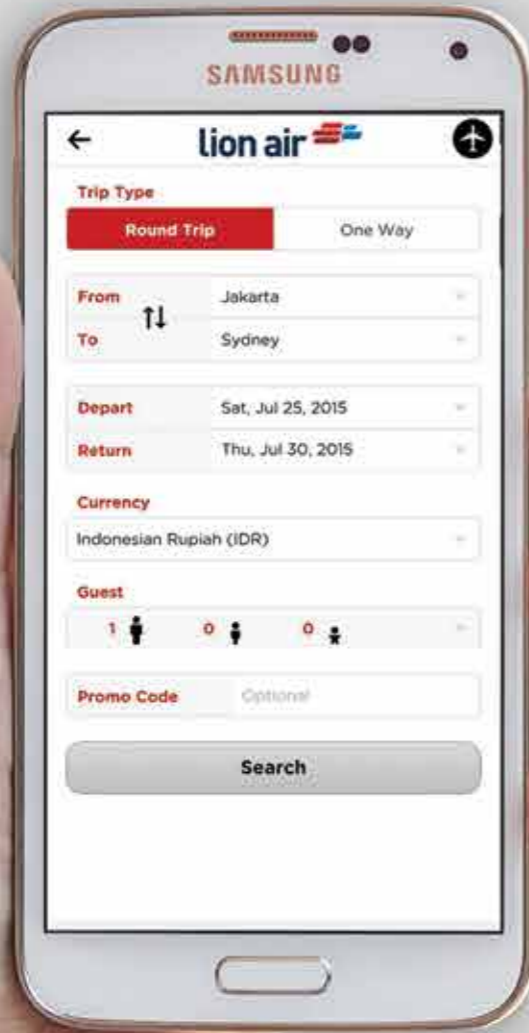 SAMSUNG
lion air
Trip Type
Round Trip One Way
From Jakarta
To Sydney
Depart Sat, Jul 25, 2015
Return Thu, Jul 30, 2015
Currency
Indonesian Rupiah (IDR)
Guest
1 0 0
Promo Code Optional
Search